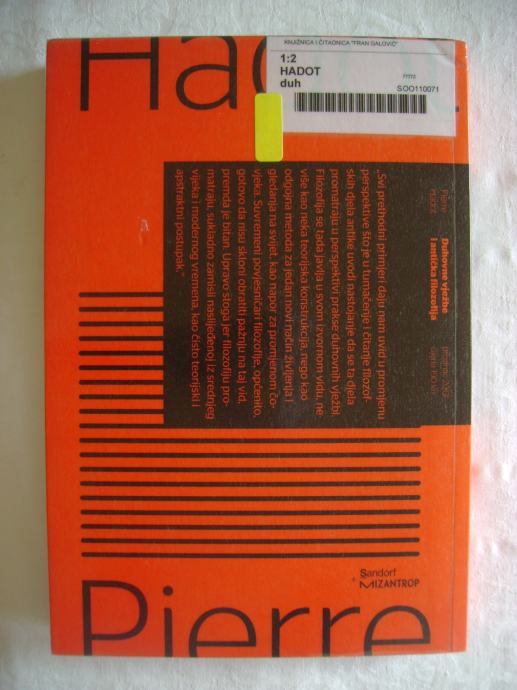 Hadot
KNJIŽNICA I ČITAONICA "FRAN GALOVIĆ"
1:2
HADOT
duh
SOO110071
Pierre
Hadot
Duhovne vježbe
i antička filozofija
„Svi prethodni primjeri daju nam uvid u promjenu
perspektive što je u tumačenje i čitanje filozof-
skih djela antike uvodi nastojanje da se ta djela
promatraju u perspektivi prakse duhovnih vježbi.
Filozofija se tada javlja u svom izvornom vidu, ne
više kao neka teorijska konstrukcija, nego kao
odgojna metoda za jedan novi način življenja i
gledanja na svijet, kao napor za promjenom čo-
vjeka. Suvremeni povjesničari filozofije, općenito,
gotovo da nisu skloni obratiti pažnju na taj vid,
premda je bitan. Upravo stoga jer filozofiju pro-
matraju, sukladno zamisli naslijeđenoj iz srednjeg
vijeka i modernog vremena, kao čisto teorijski i
apstraktni postupak.“
Sandorf
+ MIZANTROP
Pierre